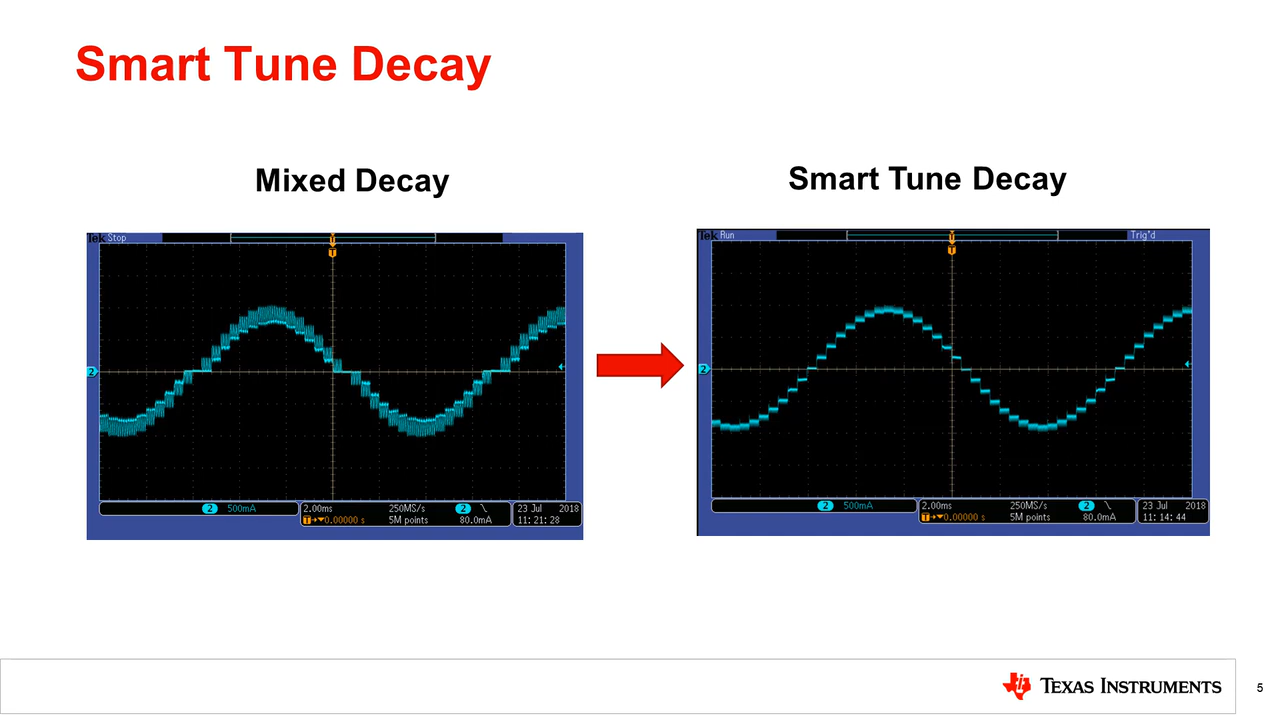 Smart Tune Decay
Mixed Decay
Smart Tune Decay
Tek Stop
T
T
2
2 500mA
2.00ms 250MS/s 2 \
T→▼0.00000 s 5M points 80.0mA
23 Jul 2018
11:21:28
Tek Run Trig'd
T
T
2
2 500mA
2.00ms 250MS/s 2 \
T→▼0.00000 s 5M points 80.0mA
23 Jul 2018
11:14:44
TEXAS INSTRUMENTS
5